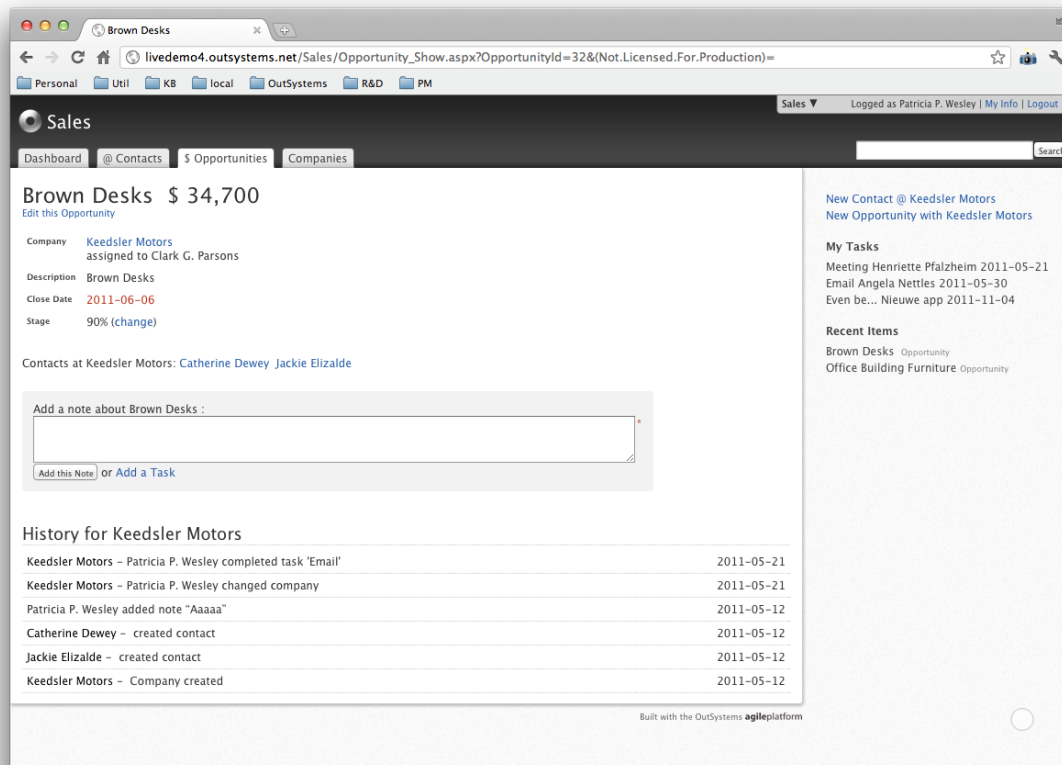 Brown Desks
livedemo4.outsystems.net/Sales/Opportunity_Show.aspx?OpportunityId=32&(Not.Licensed.For.Production)=
Personal Util KB local OutSystems R&D PM
Sales ▼ Logged as Patricia P. Wesley | My Info | Logout
Sales
Dashboard @ Contacts $ Opportunities Companies
Search
Brown Desks $ 34,700
Edit this Opportunity
Company Keedsler Motors
assigned to Clark G. Parsons
Description Brown Desks
Close Date 2011-06-06
Stage 90% (change)
Contacts at Keedsler Motors: Catherine Dewey Jackie Elizalde
Add a note about Brown Desks :
*
Add this Note or Add a Task
History for Keedsler Motors
Keedsler Motors – Patricia P. Wesley completed task 'Email' 2011-05-21
Keedsler Motors – Patricia P. Wesley changed company 2011-05-21
Patricia P. Wesley added note “Aaaaa” 2011-05-12
Catherine Dewey – created contact 2011-05-12
Jackie Elizalde – created contact 2011-05-12
Keedsler Motors – Company created 2011-05-12
Built with the OutSystems agileplatform
New Contact @ Keedsler Motors
New Opportunity with Keedsler Motors
My Tasks
Meeting Henriette Pfalzheim 2011-05-21
Email Angela Nettles 2011-05-30
Even be... Nieuwe app 2011-11-04
Recent Items
Brown Desks Opportunity
Office Building Furniture Opportunity